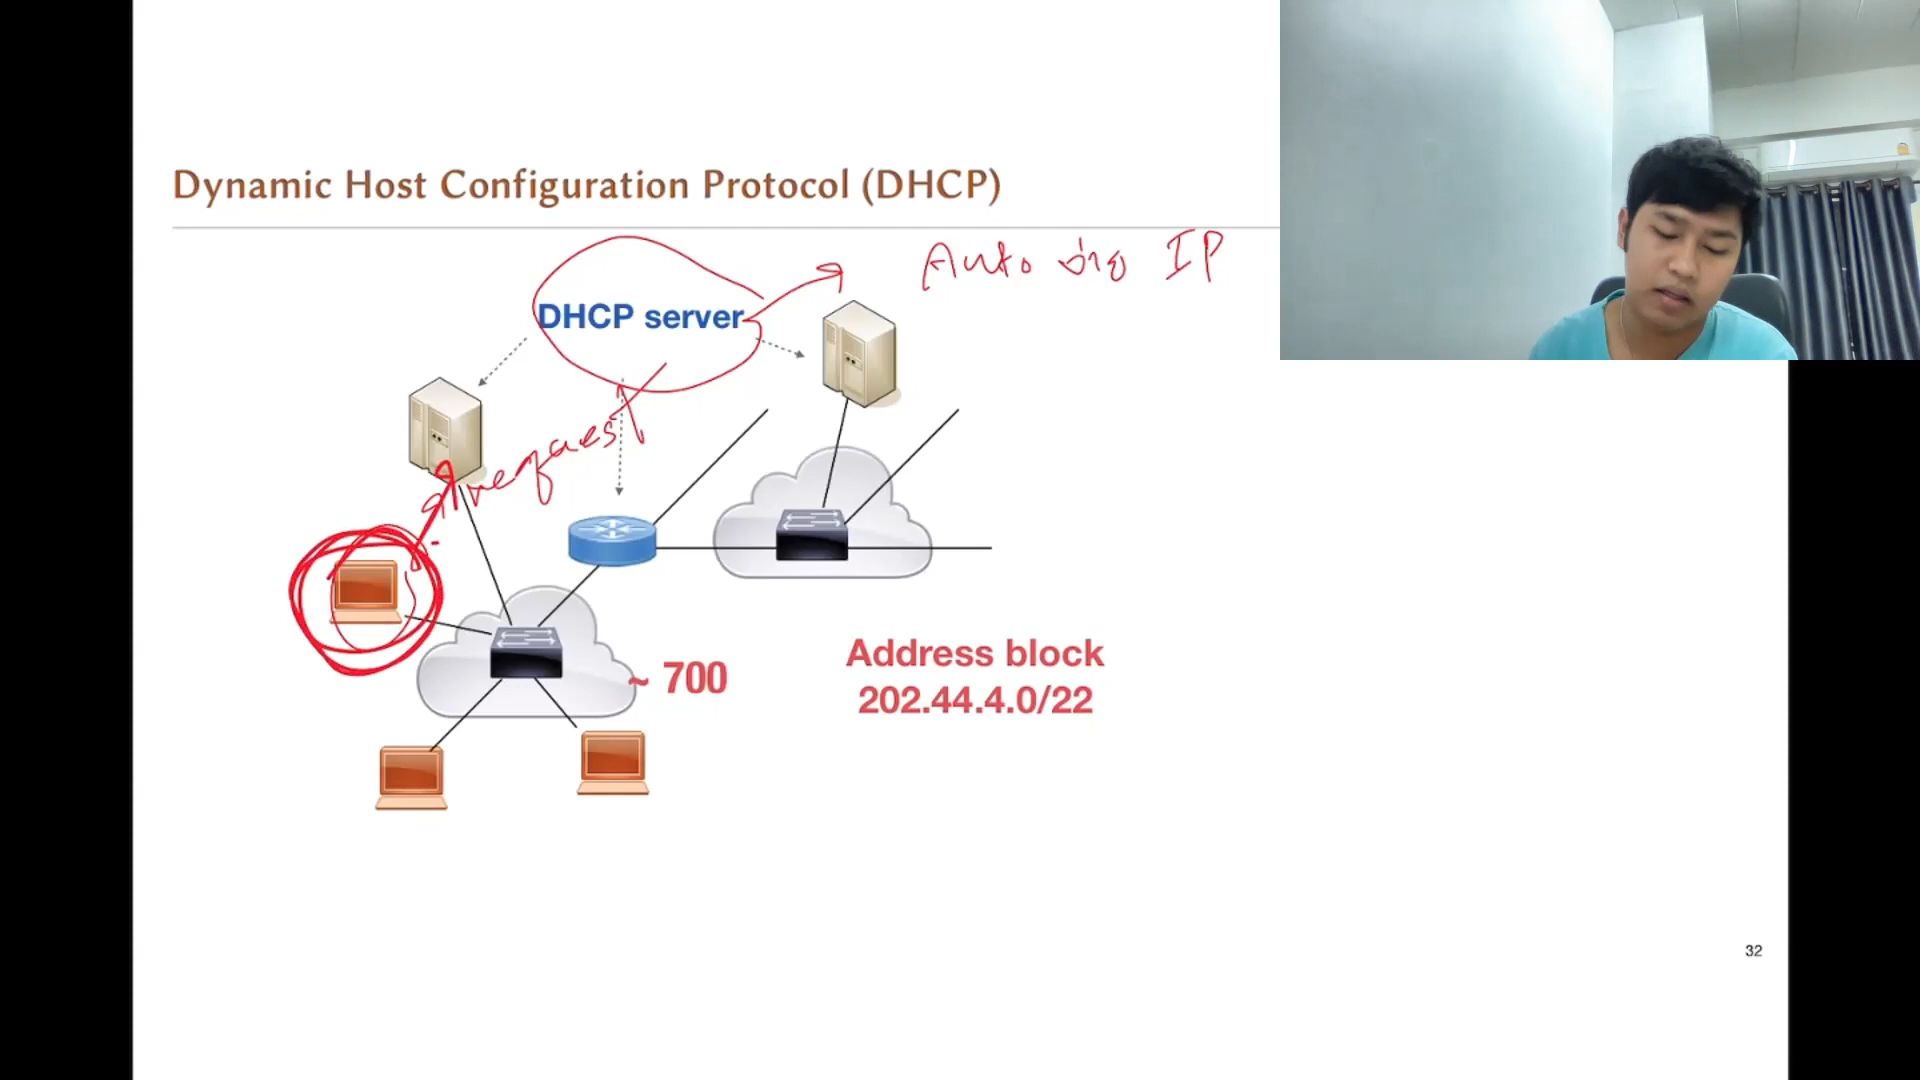 Dynamic Host Configuration Protocol (DHCP)
Auto จ่าย IP
DHCP server
request
~ 700
Address block
202.44.4.0/22
32